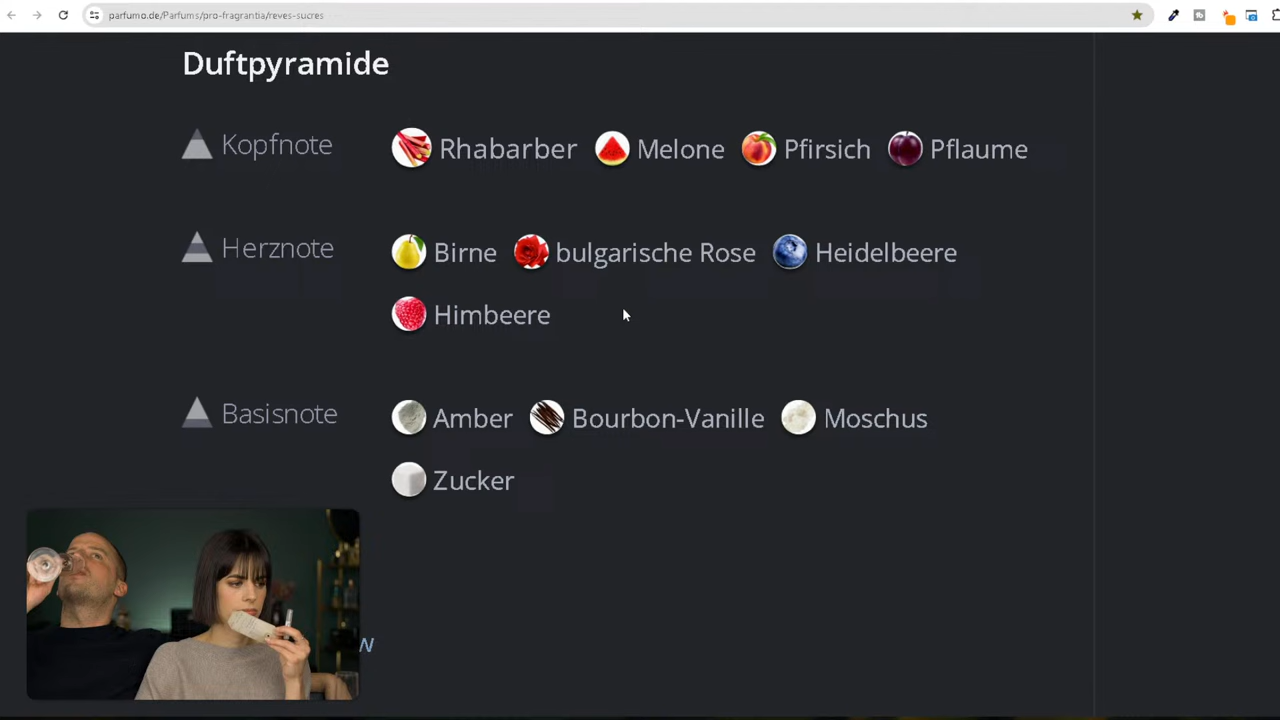 parfumo.de/Parfums/pro-fragrantia/reves-sucres
Duftpyramide
Kopfnote Rhabarber Melone Pfirsich Pflaume
Herznote Birne bulgarische Rose Heidelbeere
Himbeere
Basisnote Amber Bourbon-Vanille Moschus
Zucker
w